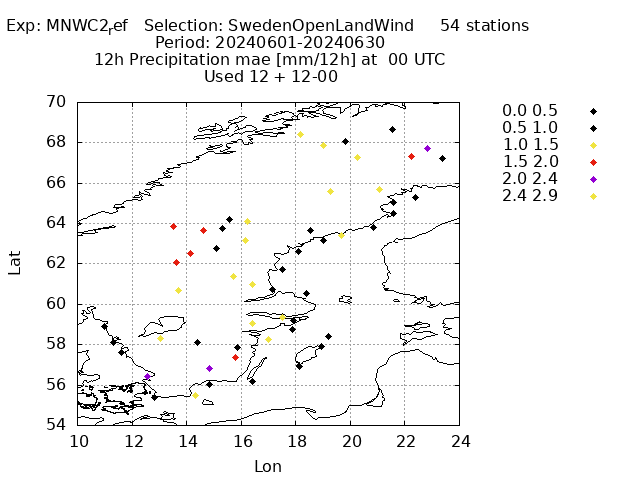 Exp: MNWC2ref Selection: SwedenOpenLandWind 54 stations
Period: 20240601-20240630
12h Precipitation mae [mm/12h] at 00 UTC
Used 12 + 12-00
0.0 0.5
0.5 1.0
1.0 1.5
1.5 2.0
2.0 2.4
2.4 2.9
70
68
66
64
62
60
58
56
54
Lat
10 12 14 16 18 20 22 24
Lon